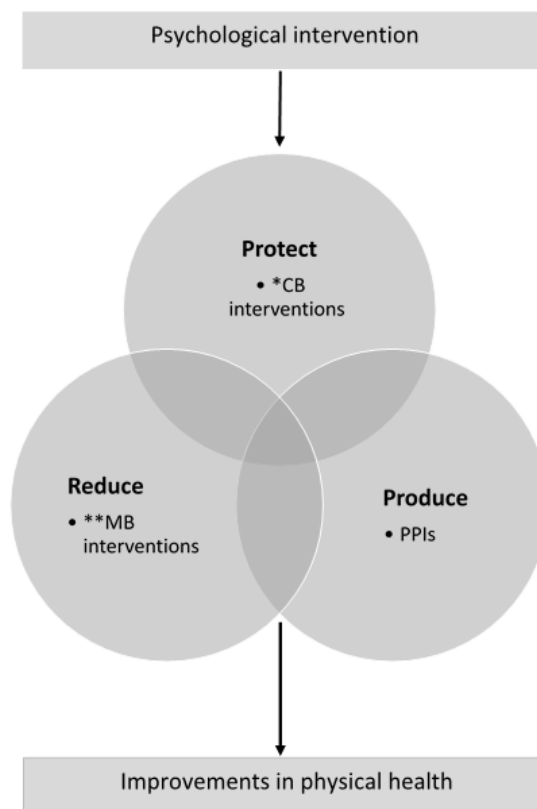 Psychological intervention
Protect
• *CB
interventions
Reduce
• **MB
interventions
Produce
• PPIs
Improvements in physical health